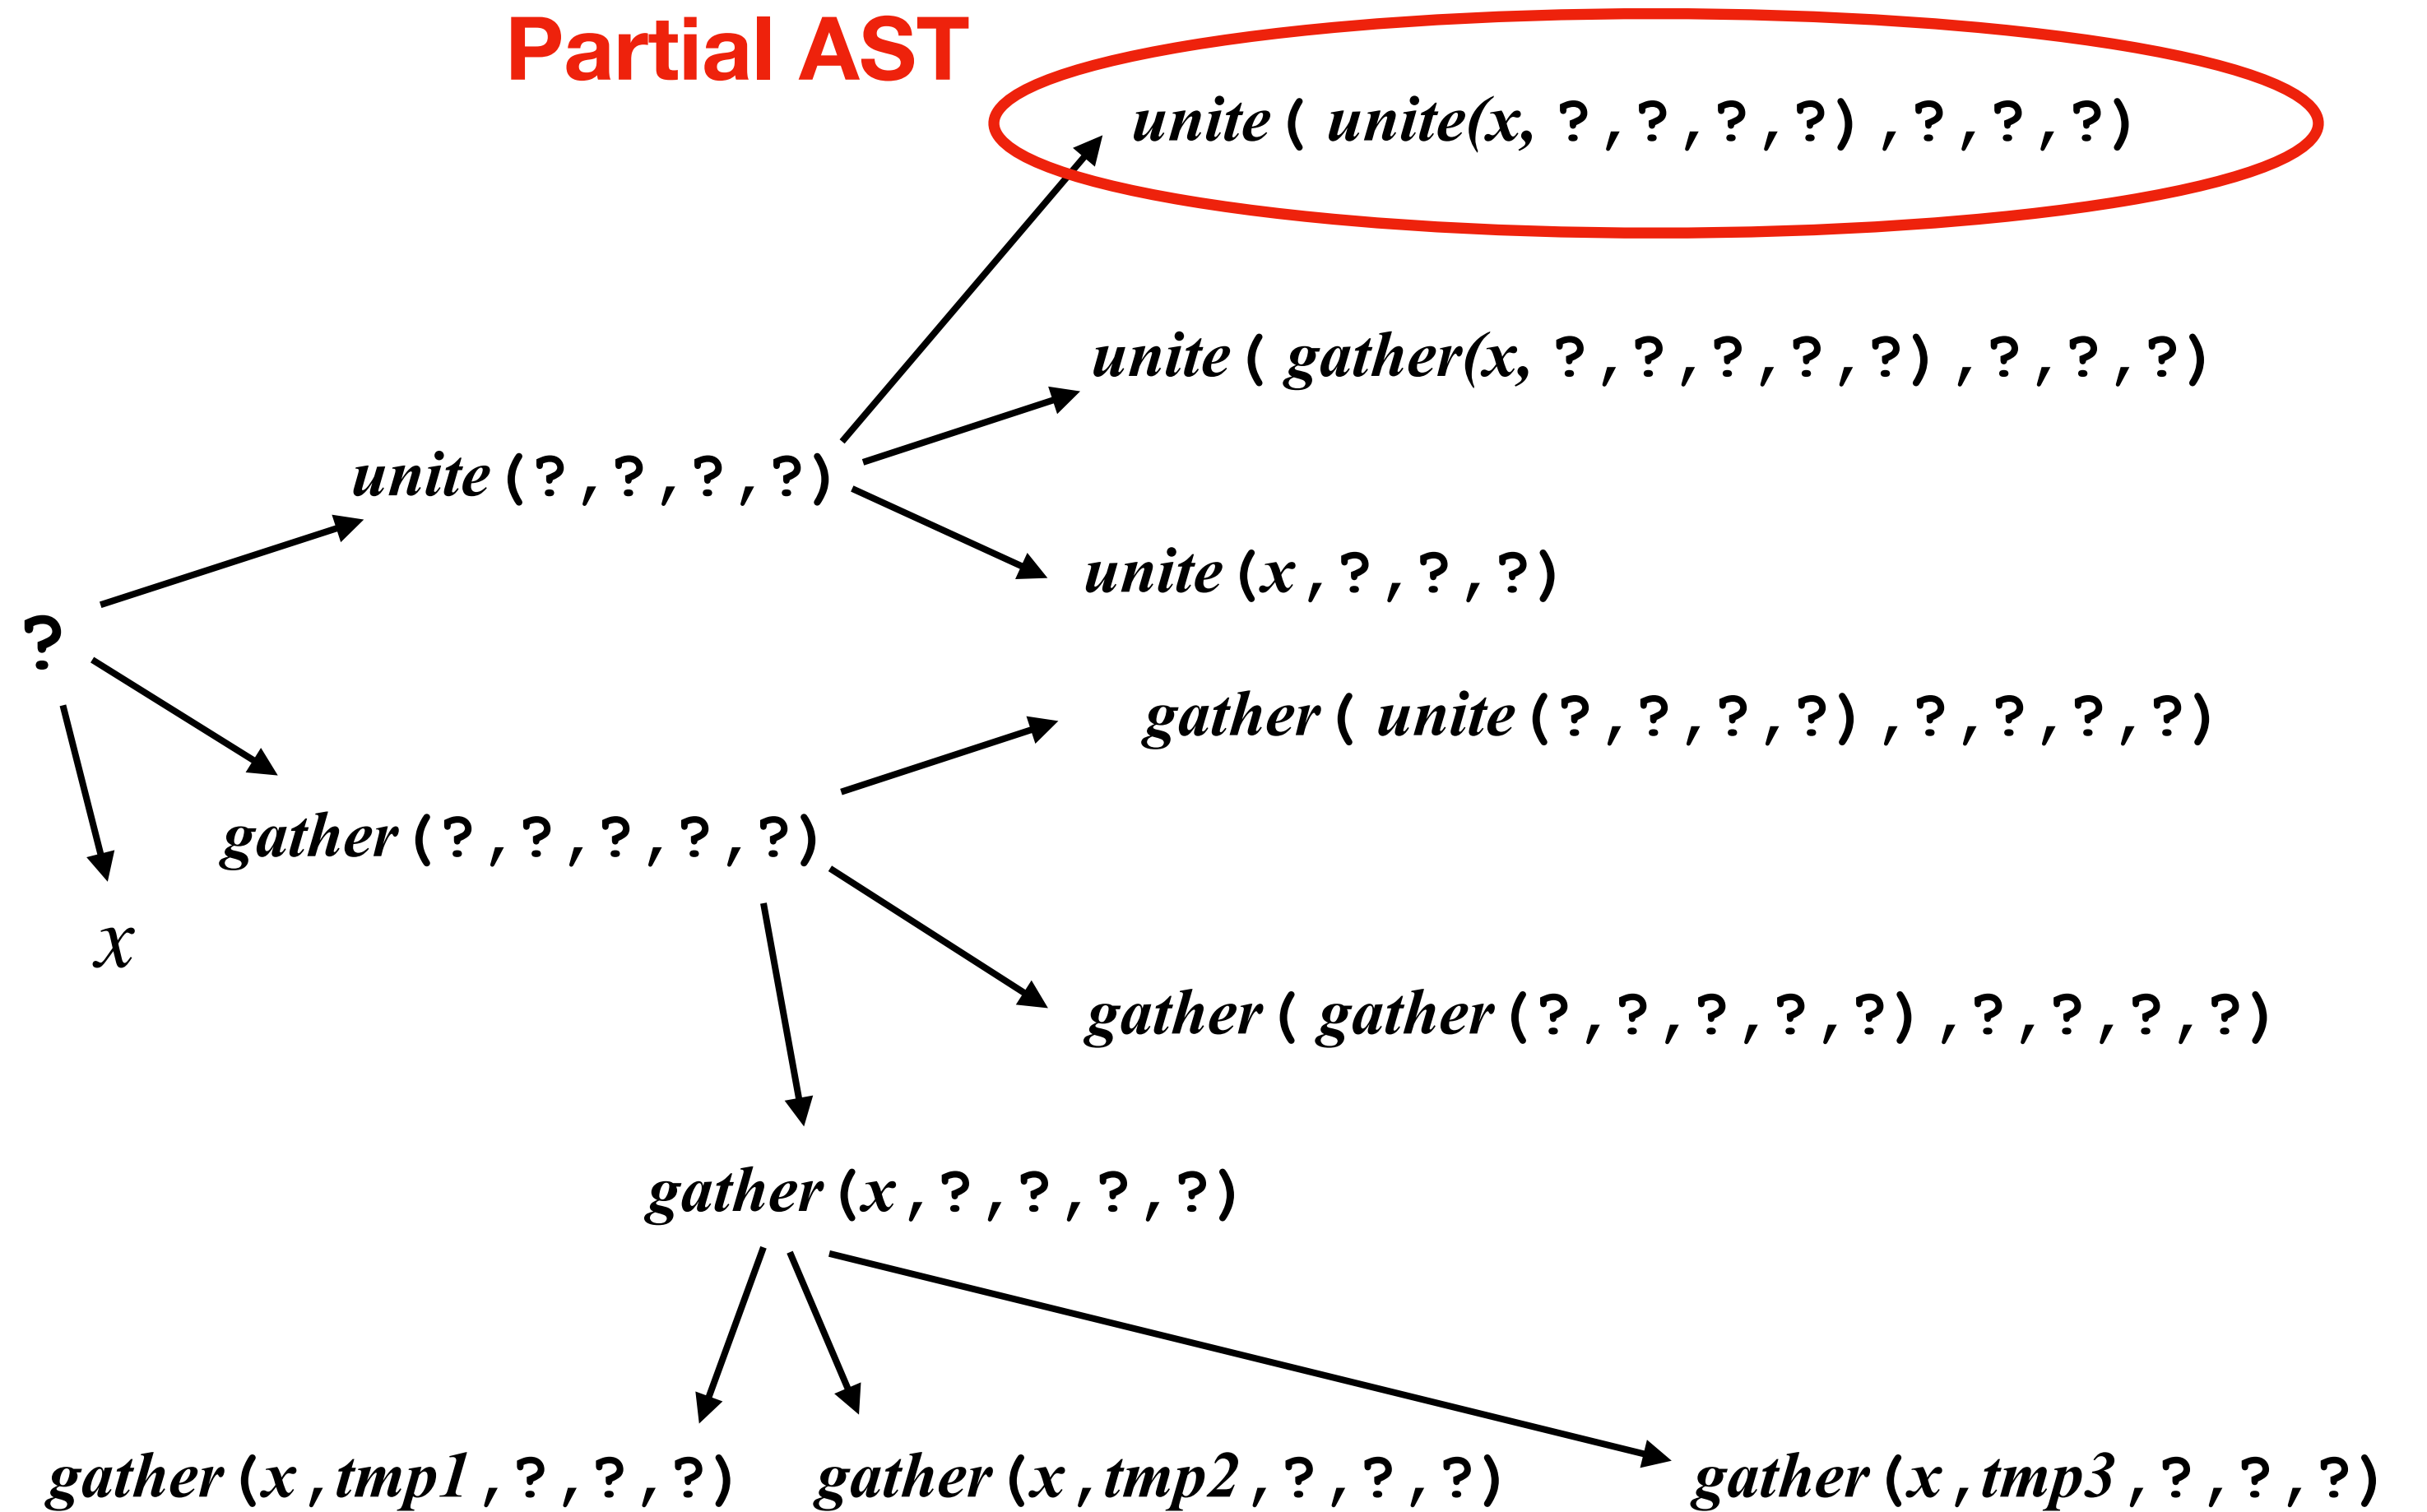 Partial AST
unite( unite(x, ?,?,?,?),?,?,?)
unite( gather(x, ?,?,?,?,?),?,?,?)
unite(?,?,?,?)
unite(x,?,?,?)
?
gather( unite(?,?,?,?),?,?,?,?)
gather(?,?,?,?,?)
x
gather( gather(?,?,?,?,?),?,?,?,?)
gather(x,?,?,?,?)
gather(x,tmp1,?,?,?) gather(x,tmp2,?,?,?) gather(x,tmp3,?,?,?)